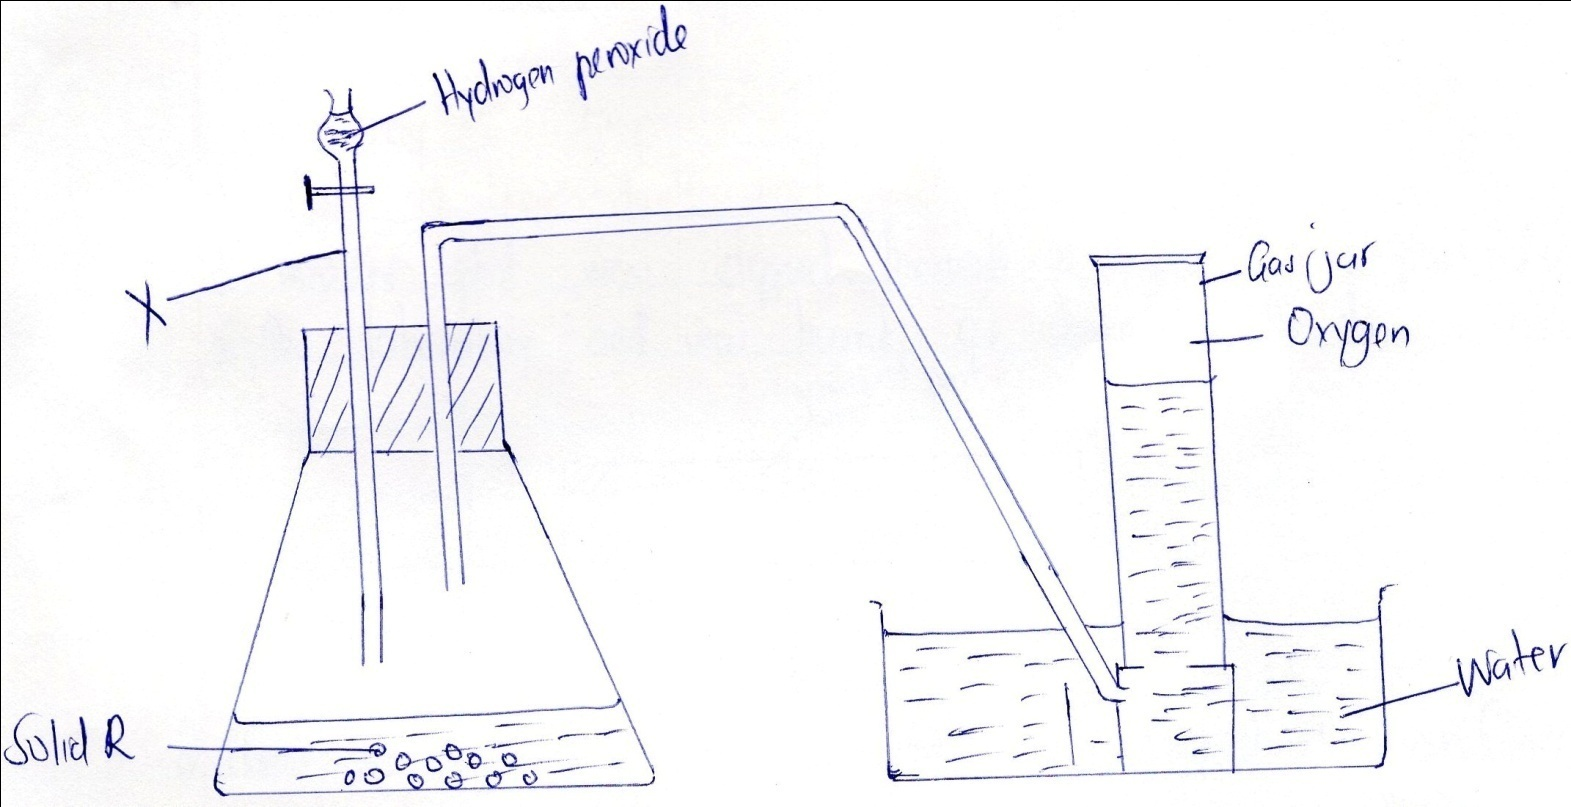 Hydrogen peroxide
X
Gas jar
Oxygen
Water
Solid R